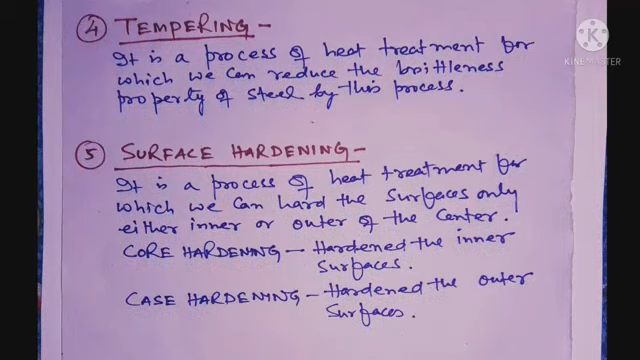 ④ TEMPERING -
It is a process of heat treatment for
which we can reduce the brittleness
property of steel by this process.
⑤ SURFACE HARDENING -
It is a process of heat treatment for
which we can hard the surfaces only
either inner or outer of the center.
CORE HARDENING - Hardened the inner
surfaces.
CASE HARDENING - Hardened the outer
surfaces.
KINEMASTER